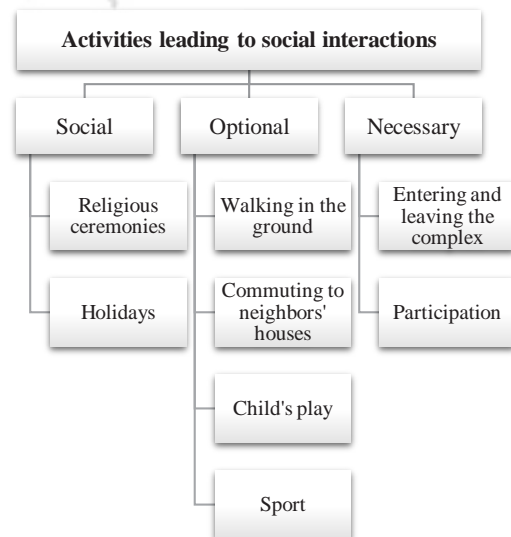 Activities leading to social interactions
Social
Optional
Necessary
Religious
ceremonies
Holidays
Walking in the
ground
Commuting to
neighbors'
houses
Child's play
Sport
Entering and
leaving the
complex
Participation